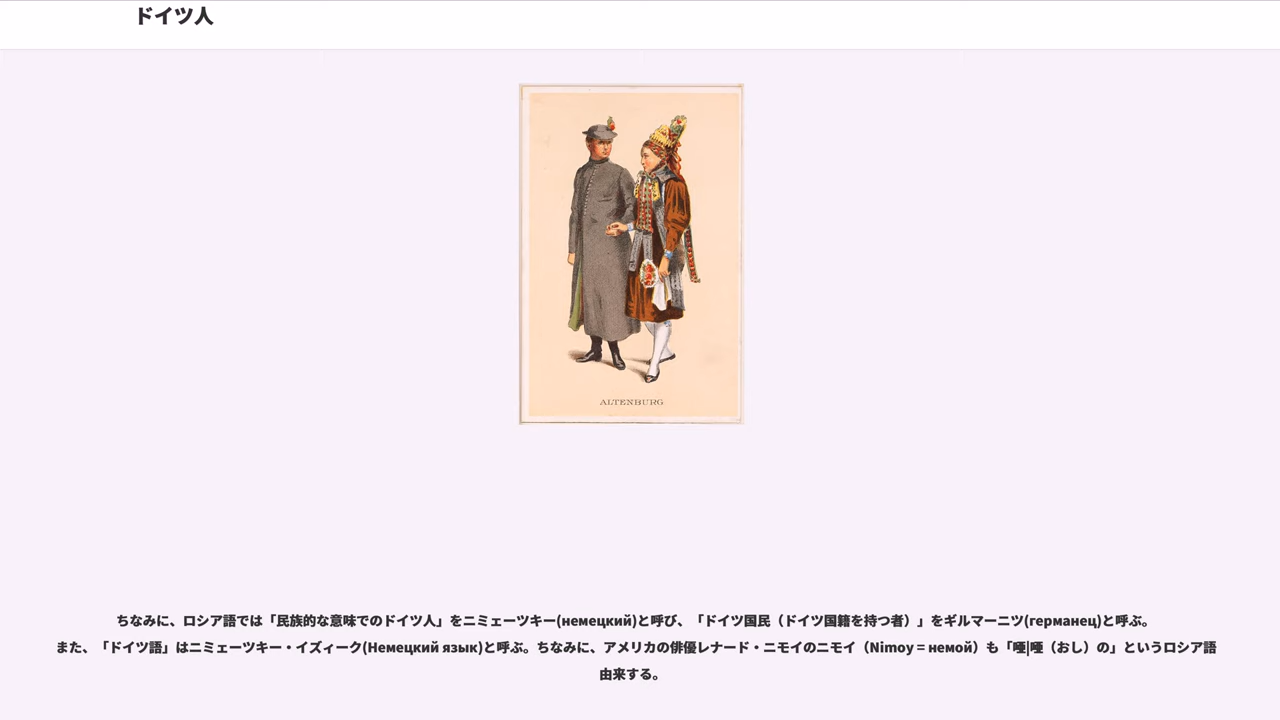 ドイツ人
ALTENBURG
ちなみに、ロシア語では「民族的な意味でのドイツ人」をニミェーツキー(немецкий)と呼び、「ドイツ国民（ドイツ国籍を持つ者）」をギルマーニツ(германец)と呼ぶ。
また、「ドイツ語」はニミェーツキー・イズィーク(Немецкий язык)と呼ぶ。ちなみに、アメリカの俳優レナード・ニモイのニモイ（Nimoy = немой）も「唖|唖（おし）の」というロシア語
由来する。